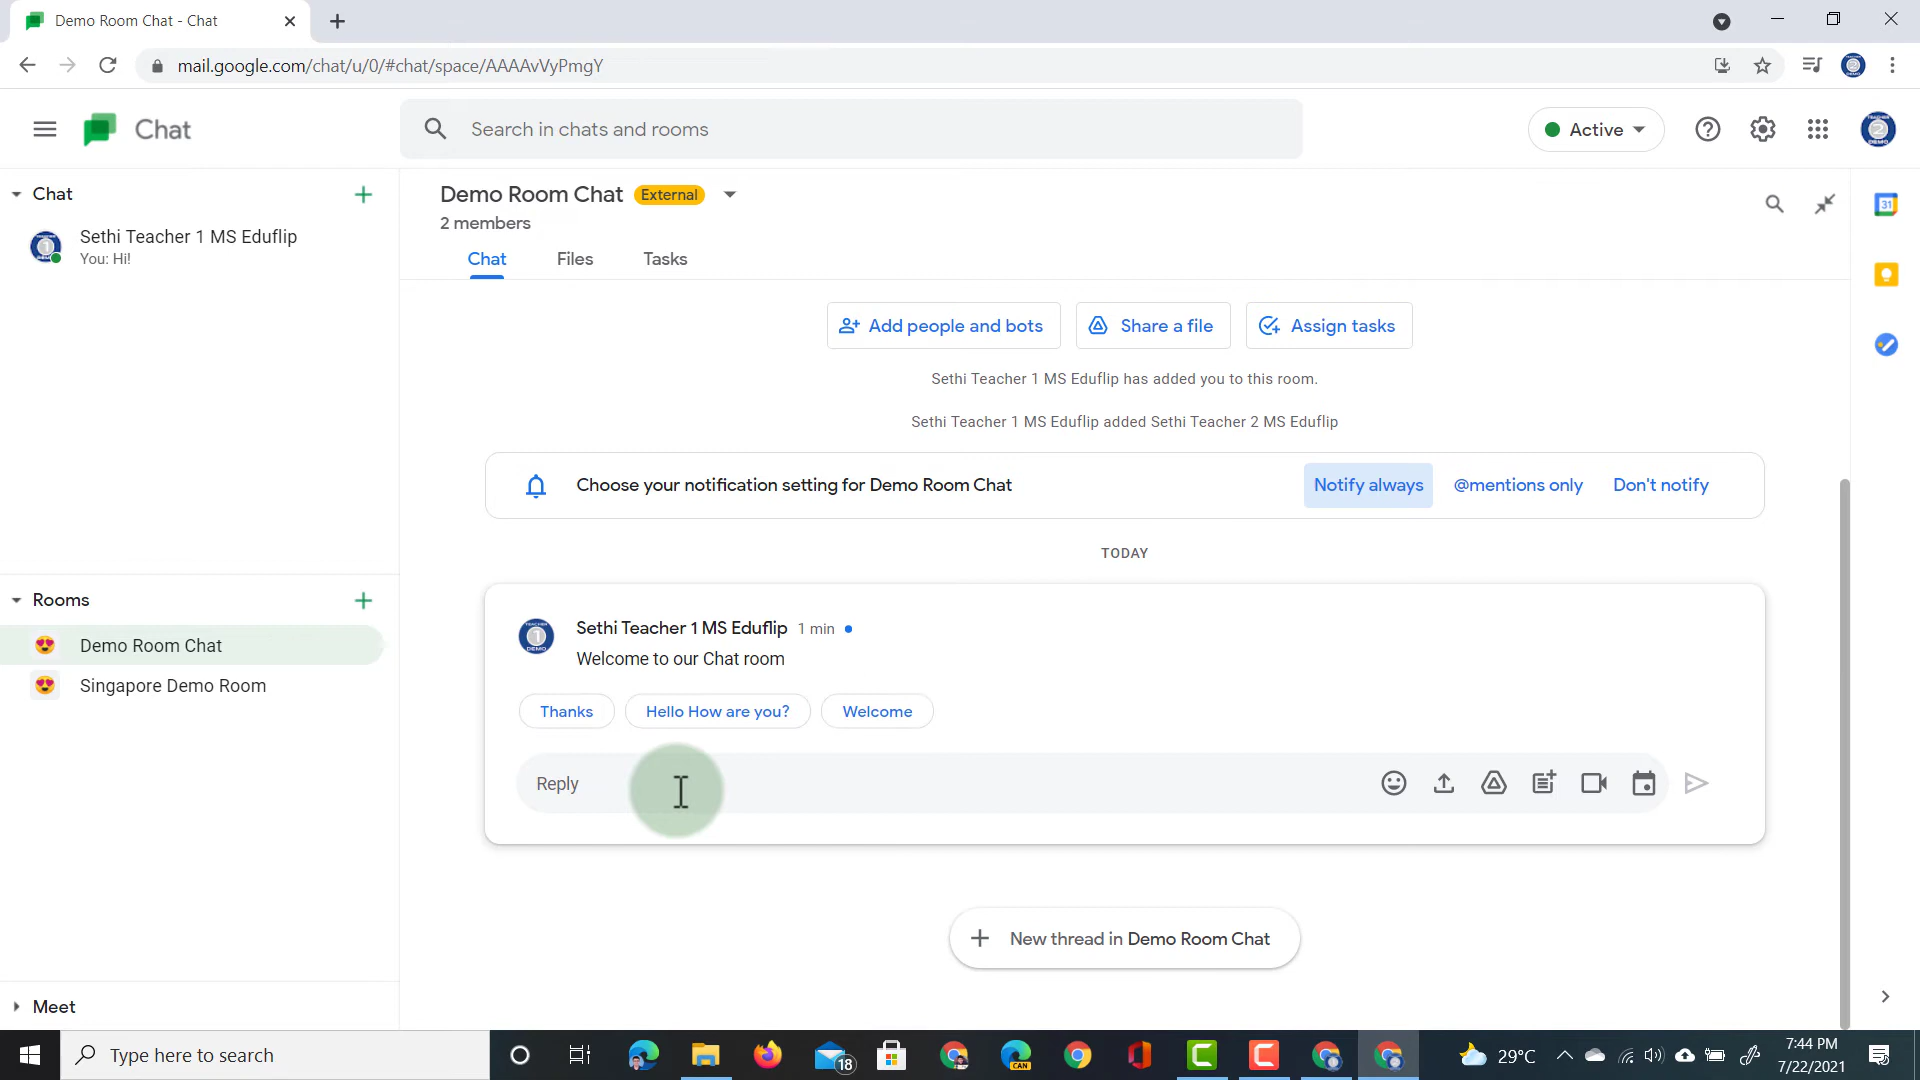 Demo Room Chat - Chat
mail.google.com/chat/u/0/#chat/space/AAAAvVyPmgY
Chat
Search in chats and rooms
Active
Chat
Sethi Teacher 1 MS Eduflip
You: Hi!
Rooms
Demo Room Chat
Singapore Demo Room
Meet
Demo Room Chat External
2 members
Chat Files Tasks
Add people and bots Share a file Assign tasks
Sethi Teacher 1 MS Eduflip has added you to this room.
Sethi Teacher 1 MS Eduflip added Sethi Teacher 2 MS Eduflip
Choose your notification setting for Demo Room Chat Notify always @mentions only Don't notify
TODAY
Sethi Teacher 1 MS Eduflip 1 min
Welcome to our Chat room
Thanks Hello How are you? Welcome
Reply
+ New thread in Demo Room Chat
31
Type here to search
18
CAN
29°C
7:44 PM
7/22/2021